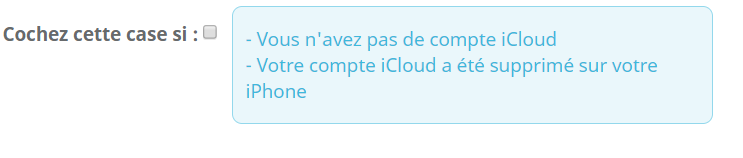 Cochez cette case si :
- Vous n'avez pas de compte iCloud
- Votre compte iCloud a été supprimé sur votre
iPhone